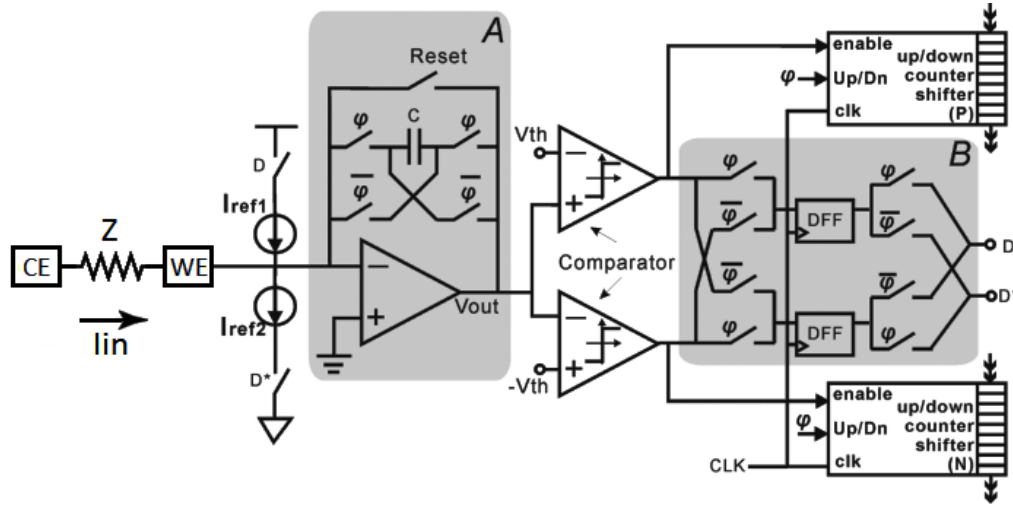 A
Reset
φ
C
φ
φ̅
φ̅
D
Iref1
Z
CE
WE
Iin
Iref2
D*
Vout
Vth
Comparator
-Vth
enable
up/down
φ
Up/Dn
counter
shifter
clk
(P)
B
φ
φ̅
φ̅
φ
DFF
DFF
φ
φ̅
φ̅
φ
D
enable
up/down
φ
Up/Dn
counter
shifter
CLK
clk
(N)